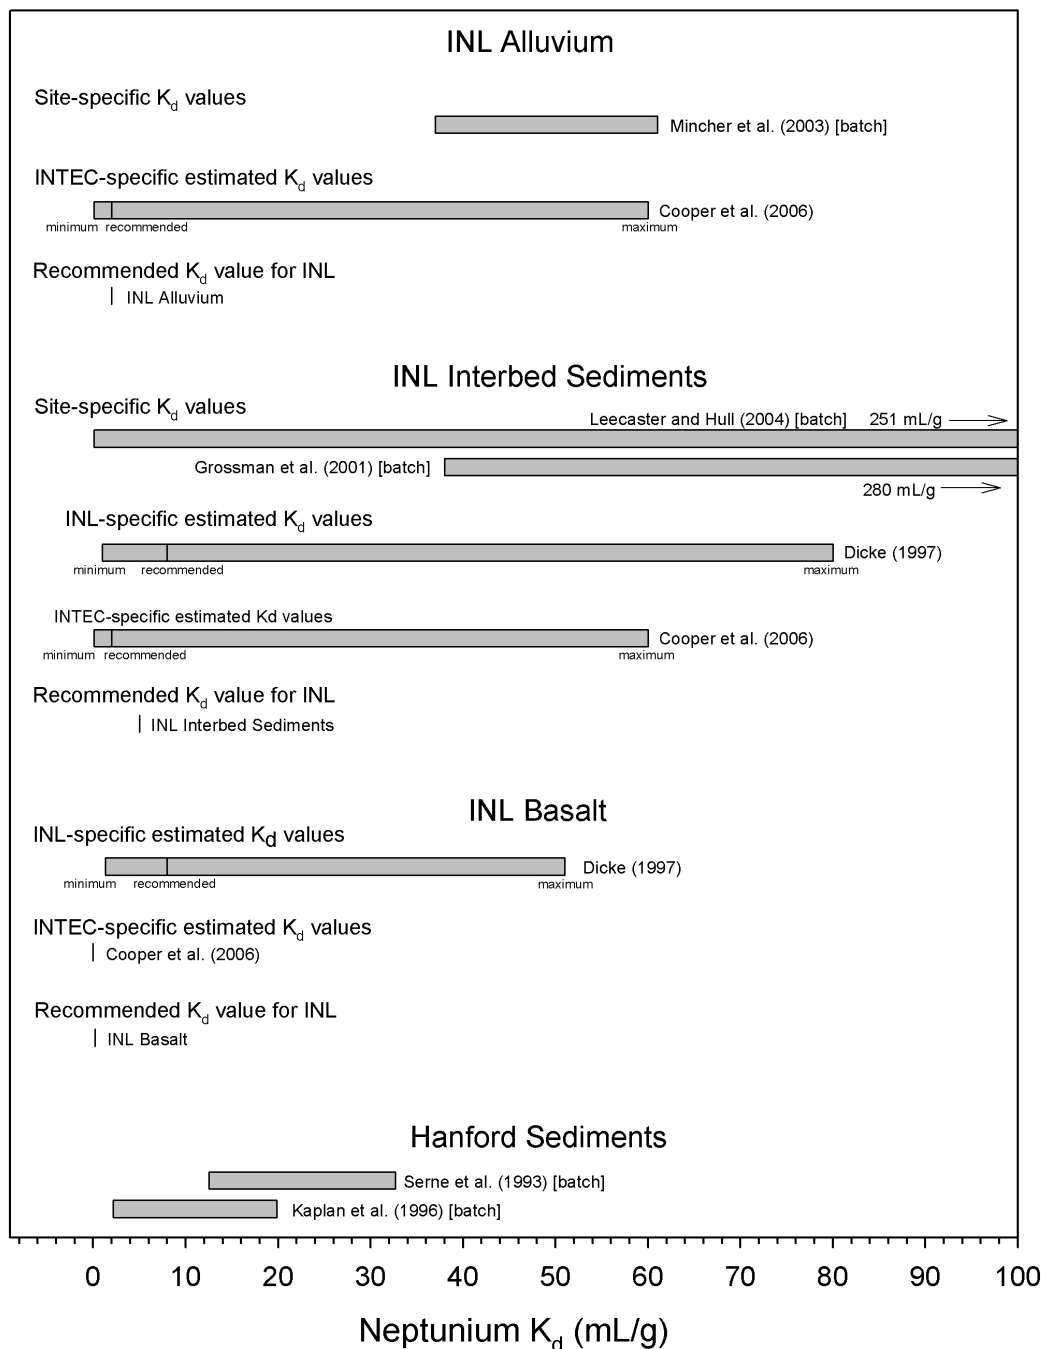 INL Alluvium
Site-specific Kd values
Mincher et al. (2003) [batch]
INTEC-specific estimated Kd values
Cooper et al. (2006)
minimum recommended maximum
Recommended Kd value for INL
INL Alluvium
INL Interbed Sediments
Site-specific Kd values
Leecaster and Hull (2004) [batch] 251 mL/g
Grossman et al. (2001) [batch]
280 mL/g
INL-specific estimated Kd values
Dicke (1997)
minimum recommended maximum
INTEC-specific estimated Kd values
Cooper et al. (2006)
minimum recommended maximum
Recommended Kd value for INL
INL Interbed Sediments
INL Basalt
INL-specific estimated Kd values
Dicke (1997)
minimum recommended maximum
INTEC-specific estimated Kd values
Cooper et al. (2006)
Recommended Kd value for INL
INL Basalt
Hanford Sediments
Serne et al. (1993) [batch]
Kaplan et al. (1996) [batch]
0 10 20 30 40 50 60 70 80 90 100
Neptunium Kd (mL/g)